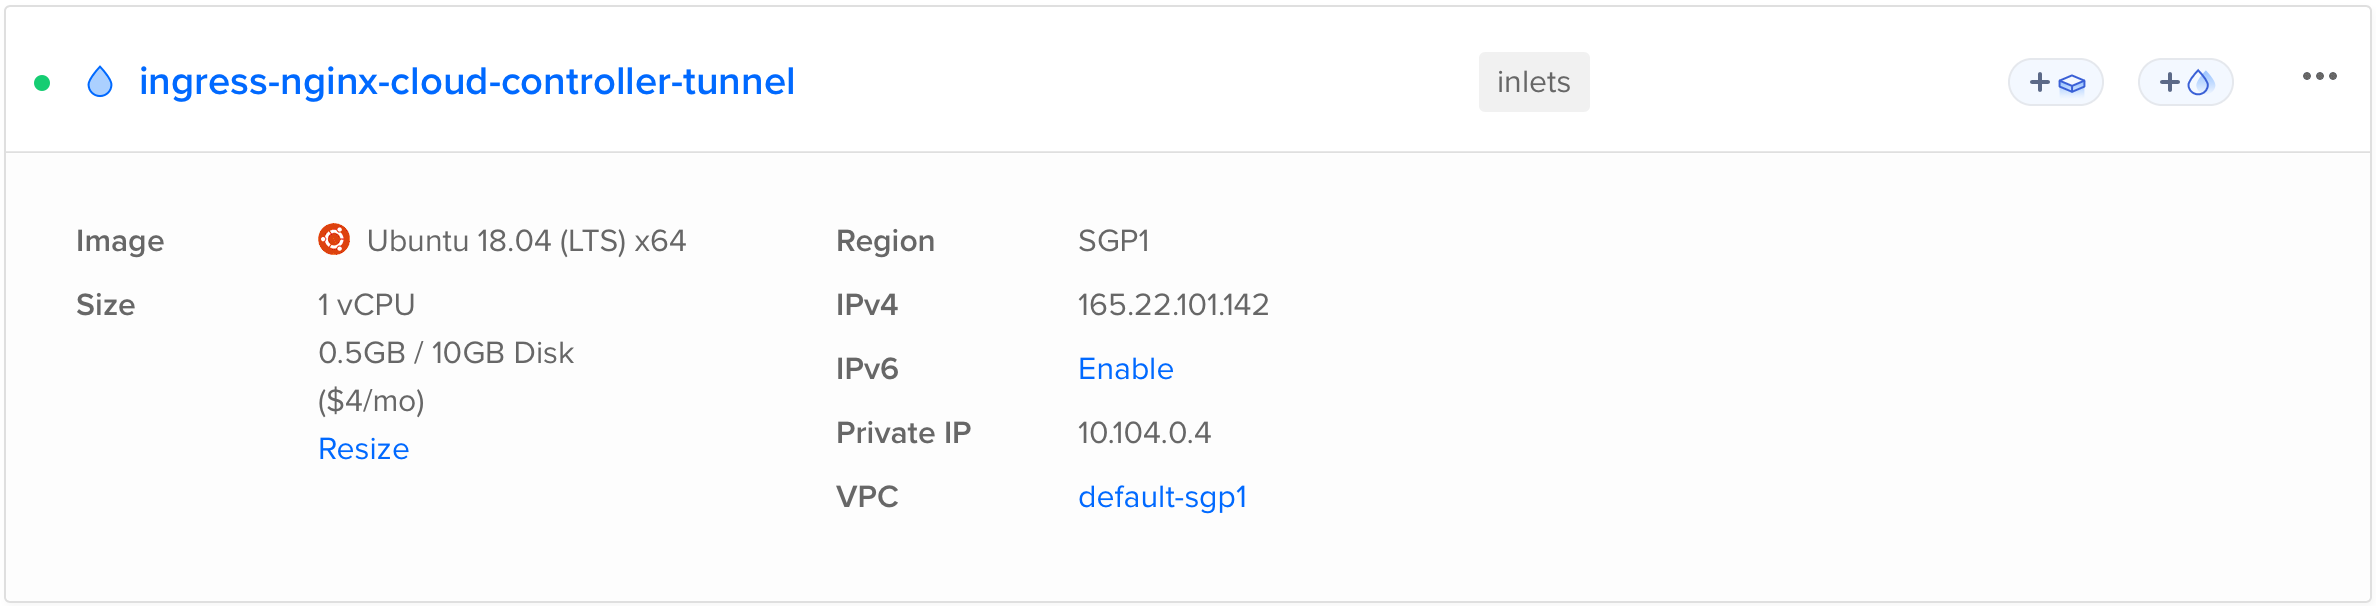 ingress-nginx-cloud-controller-tunnel
inlets
Image
Ubuntu 18.04 (LTS) x64
Size
1 vCPU
0.5GB / 10GB Disk
($4/mo)
Resize
Region
SGP1
IPv4
165.22.101.142
IPv6
Enable
Private IP
10.104.0.4
VPC
default-sgp1